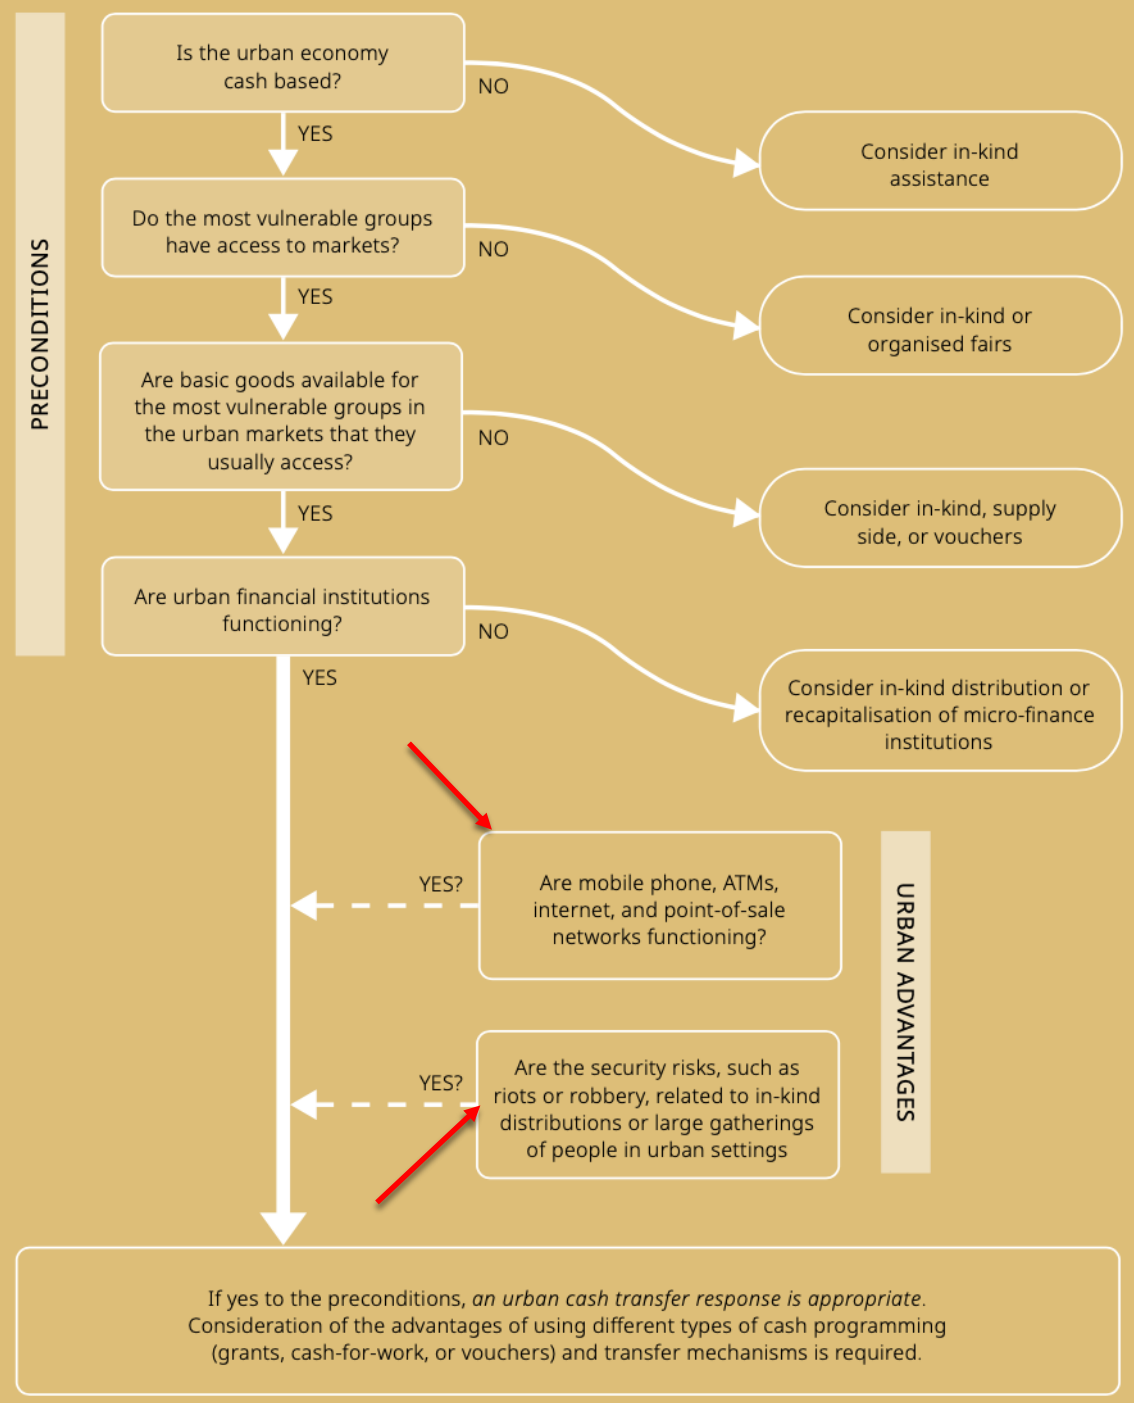 PRECONDITIONS
Is the urban economy
cash based?
NO
YES
Consider in-kind
assistance
Do the most vulnerable groups
have access to markets?
NO
YES
Consider in-kind or
organised fairs
Are basic goods available for
the most vulnerable groups in
the urban markets that they
usually access?
NO
YES
Consider in-kind, supply
side, or vouchers
Are urban financial institutions
functioning?
NO
YES
Consider in-kind distribution or
recapitalisation of micro-finance
institutions
URBAN ADVANTAGES
YES?
Are mobile phone, ATMs,
internet, and point-of-sale
networks functioning?
YES?
Are the security risks, such as
riots or robbery, related to in-kind
distributions or large gatherings
of people in urban settings
If yes to the preconditions, an urban cash transfer response is appropriate.
Consideration of the advantages of using different types of cash programming
(grants, cash-for-work, or vouchers) and transfer mechanisms is required.